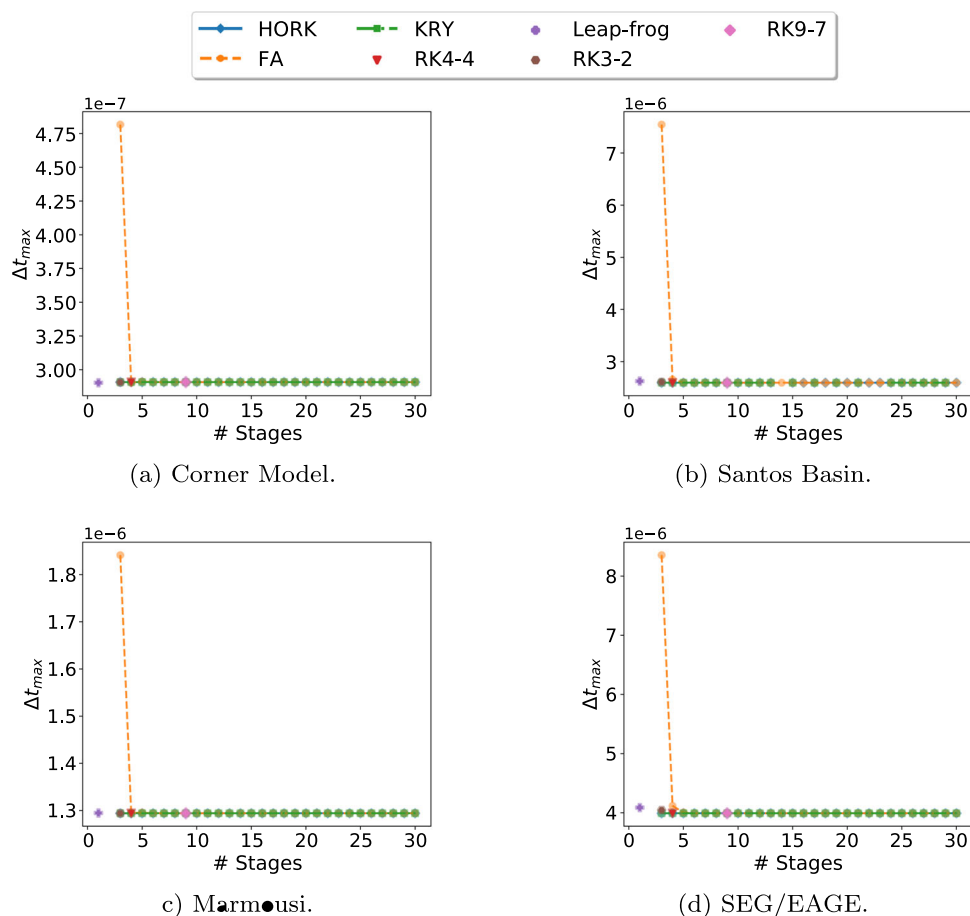 HORK KRY Leap-frog RK9-7
FA RK4-4 RK3-2
1e−7
4.75
4.50
4.25
4.00
3.75
3.50
3.25
3.00
Δt_max
0 5 10 15 20 25 30
# Stages
(a) Corner Model.
1e−6
7
6
5
4
3
Δt_max
0 5 10 15 20 25 30
# Stages
(b) Santos Basin.
1e−6
1.8
1.7
1.6
1.5
1.4
1.3
Δt_max
0 5 10 15 20 25 30
# Stages
c) Marmousi.
1e−6
8
7
6
5
4
Δt_max
0 5 10 15 20 25 30
# Stages
(d) SEG/EAGE.